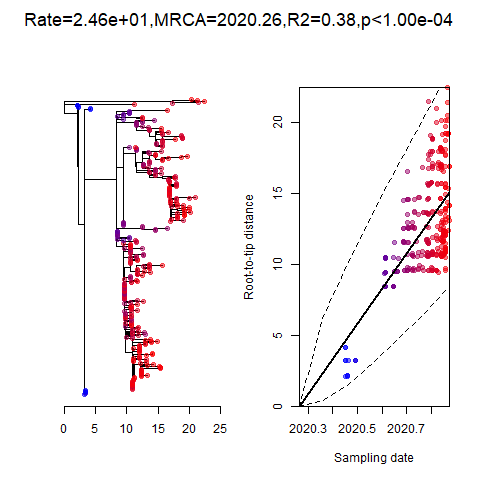 Rate=2.46e+01,MRCA=2020.26,R2=0.38,p<1.00e-04
0 5 10 15 20 25
Root-to-tip distance
0 5 10 15 20
2020.3 2020.5 2020.7
Sampling date